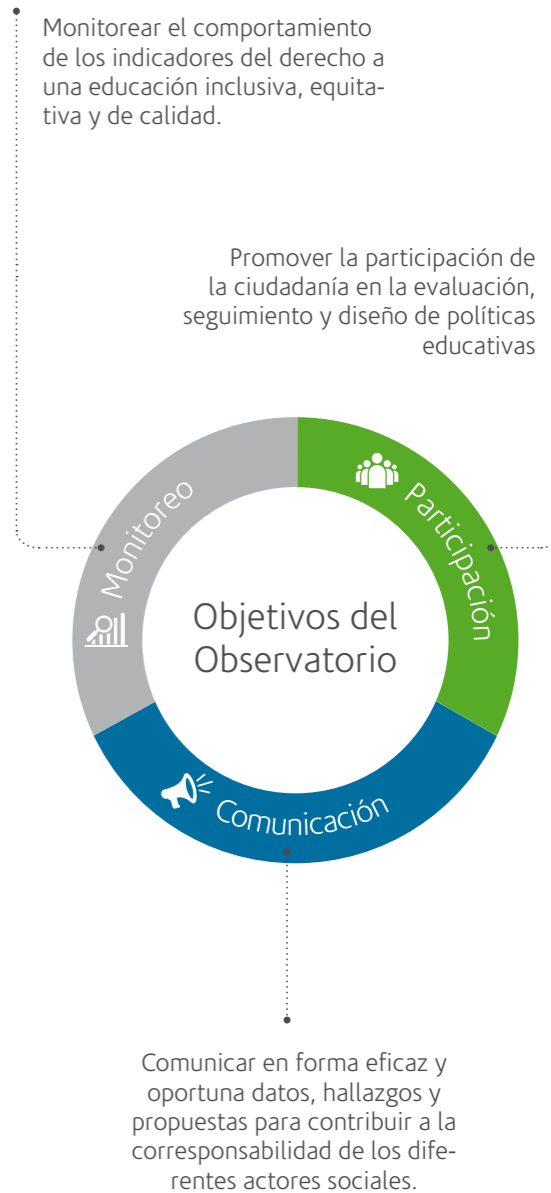 Monitorear el comportamiento
de los indicadores del derecho a
una educación inclusiva, equita-
tiva y de calidad.
Promover la participación de
la ciudadanía en la evaluación,
seguimiento y diseño de políticas
educativas
Monitoreo
Participación
Objetivos del
Observatorio
Comunicación
Comunicar en forma eficaz y
oportuna datos, hallazgos y
propuestas para contribuir a la
corresponsabilidad de los dife-
rentes actores sociales.